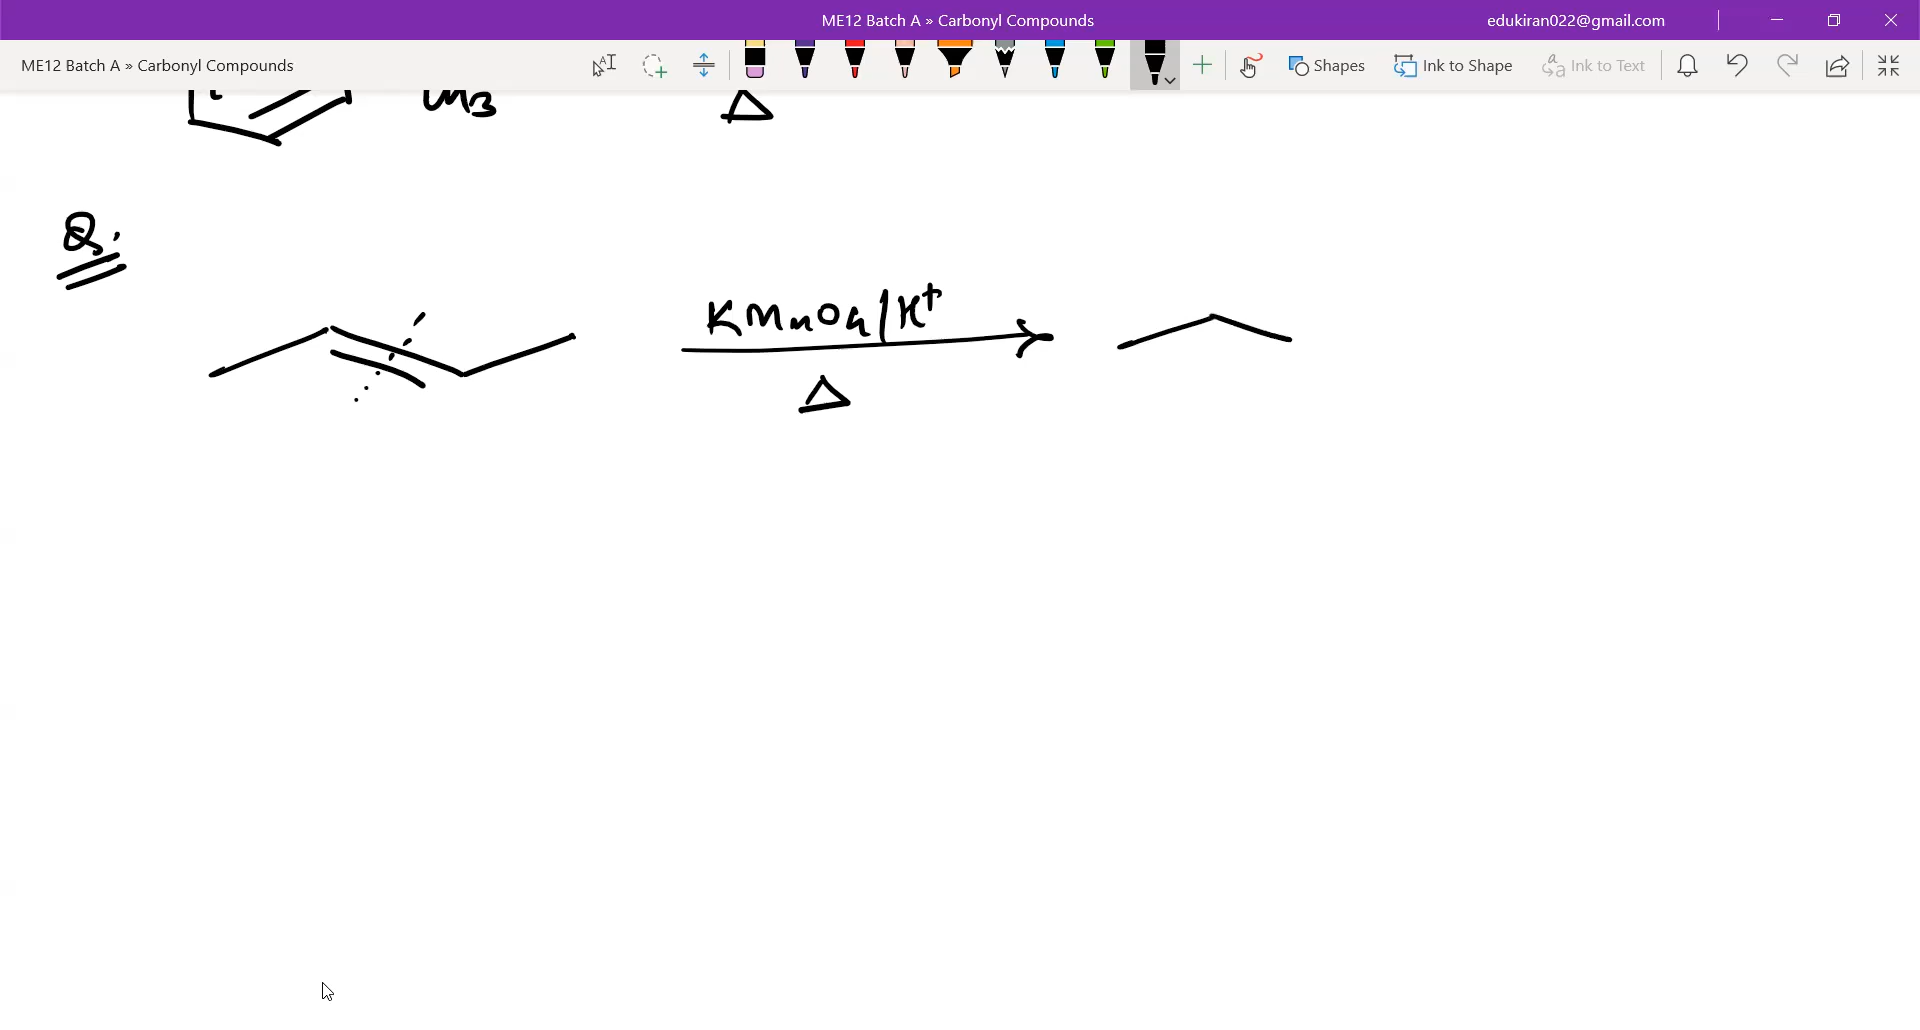 ME12 Batch A » Carbonyl Compounds
edukiran022@gmail.com
ME12 Batch A » Carbonyl Compounds
Shapes
Ink to Shape
Ink to Text
CH3
Δ
Q.
KMnO4/H+
Δ